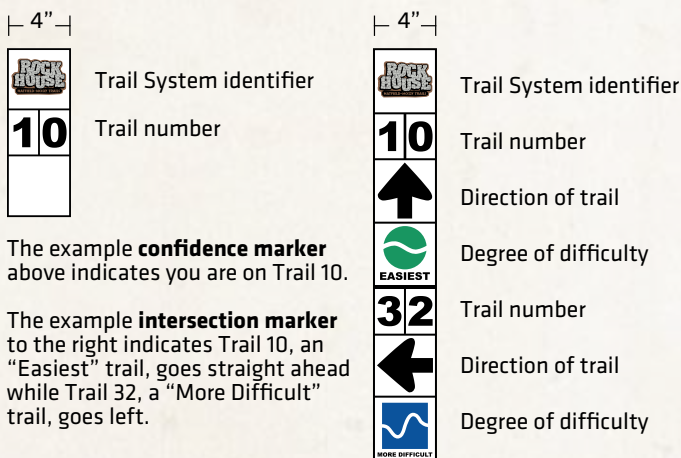 4”
ROCK
HOUSE
Trail System identifier
10
Trail number
The example confidence marker
above indicates you are on Trail 10.
The example intersection marker
to the right indicates Trail 10, an
“Easiest” trail, goes straight ahead
while Trail 32, a “More Difficult”
trail, goes left.
4”
ROCK
HOUSE
Trail System identifier
10
Trail number
Direction of trail
EASIEST
Degree of difficulty
32
Trail number
Direction of trail
MORE DIFFICULT
Degree of difficulty